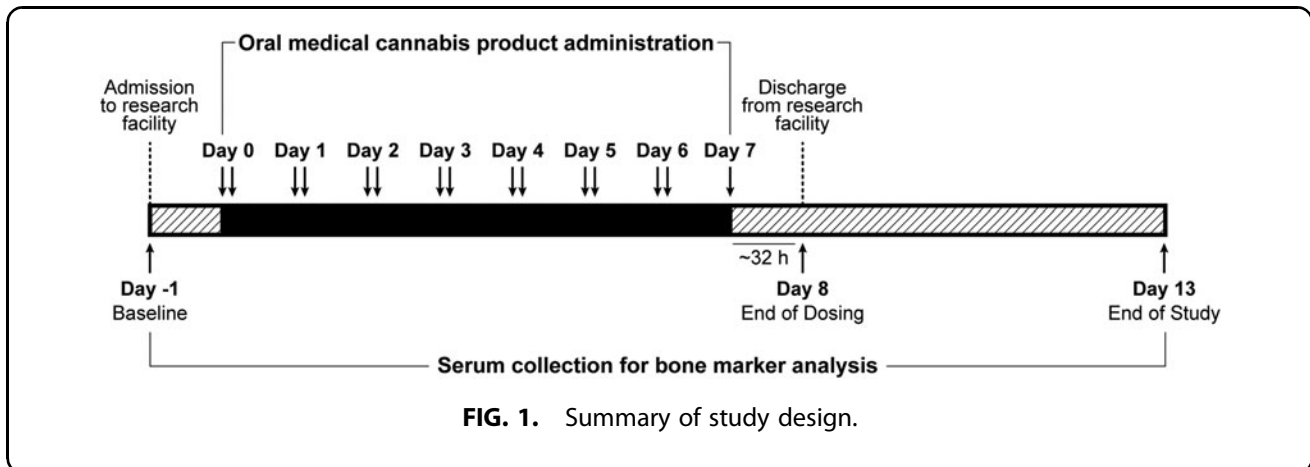 Oral medical cannabis product administration
Admission
to research
facility
Discharge
from research
facility
Day 0 Day 1 Day 2 Day 3 Day 4 Day 5 Day 6 Day 7
~32 h
Day -1
Baseline
Day 8
End of Dosing
Day 13
End of Study
Serum collection for bone marker analysis
FIG. 1. Summary of study design.